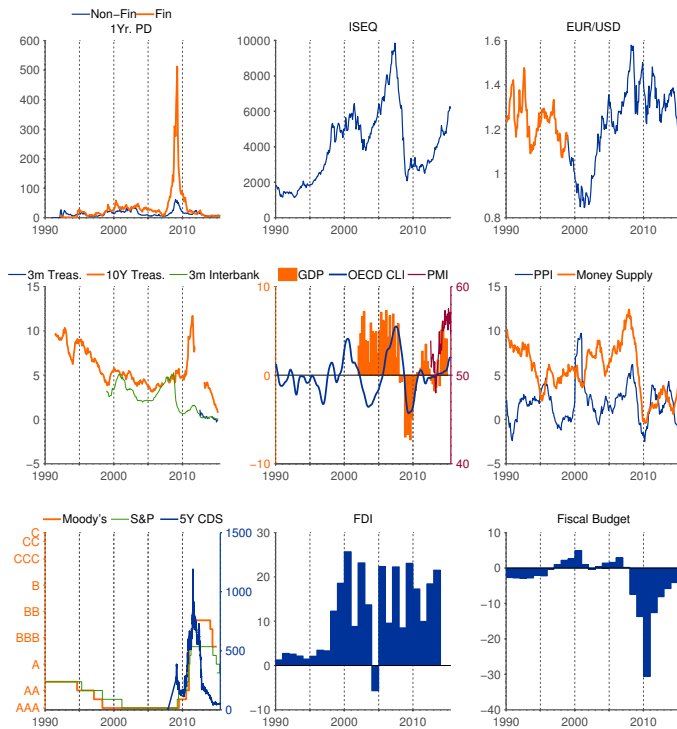 Non−Fin Fin
1Yr. PD
600
500
400
300
200
100
0
1990 2000 2010
ISEQ
10000
8000
6000
4000
2000
0
1990 2000 2010
EUR/USD
1.6
1.4
1.2
1
0.8
1990 2000 2010
3m Treas. 10Y Treas. 3m Interbank
15
10
5
0
−5
1990 2000 2010
GDP OECD CLI PMI
10 60
0 50
−10 40
1990 2000 2010
PPI Money Supply
15
10
5
0
−5
1990 2000 2010
Moody's S&P 5Y CDS
C 1500
CC
CCC
B 1000
BB
BBB 500
A
AA
AAA 0
1990 2000 2010
FDI
30
20
10
0
−10
1990 2000 2010
Fiscal Budget
10
0
−10
−20
−30
−40
1990 2000 2010